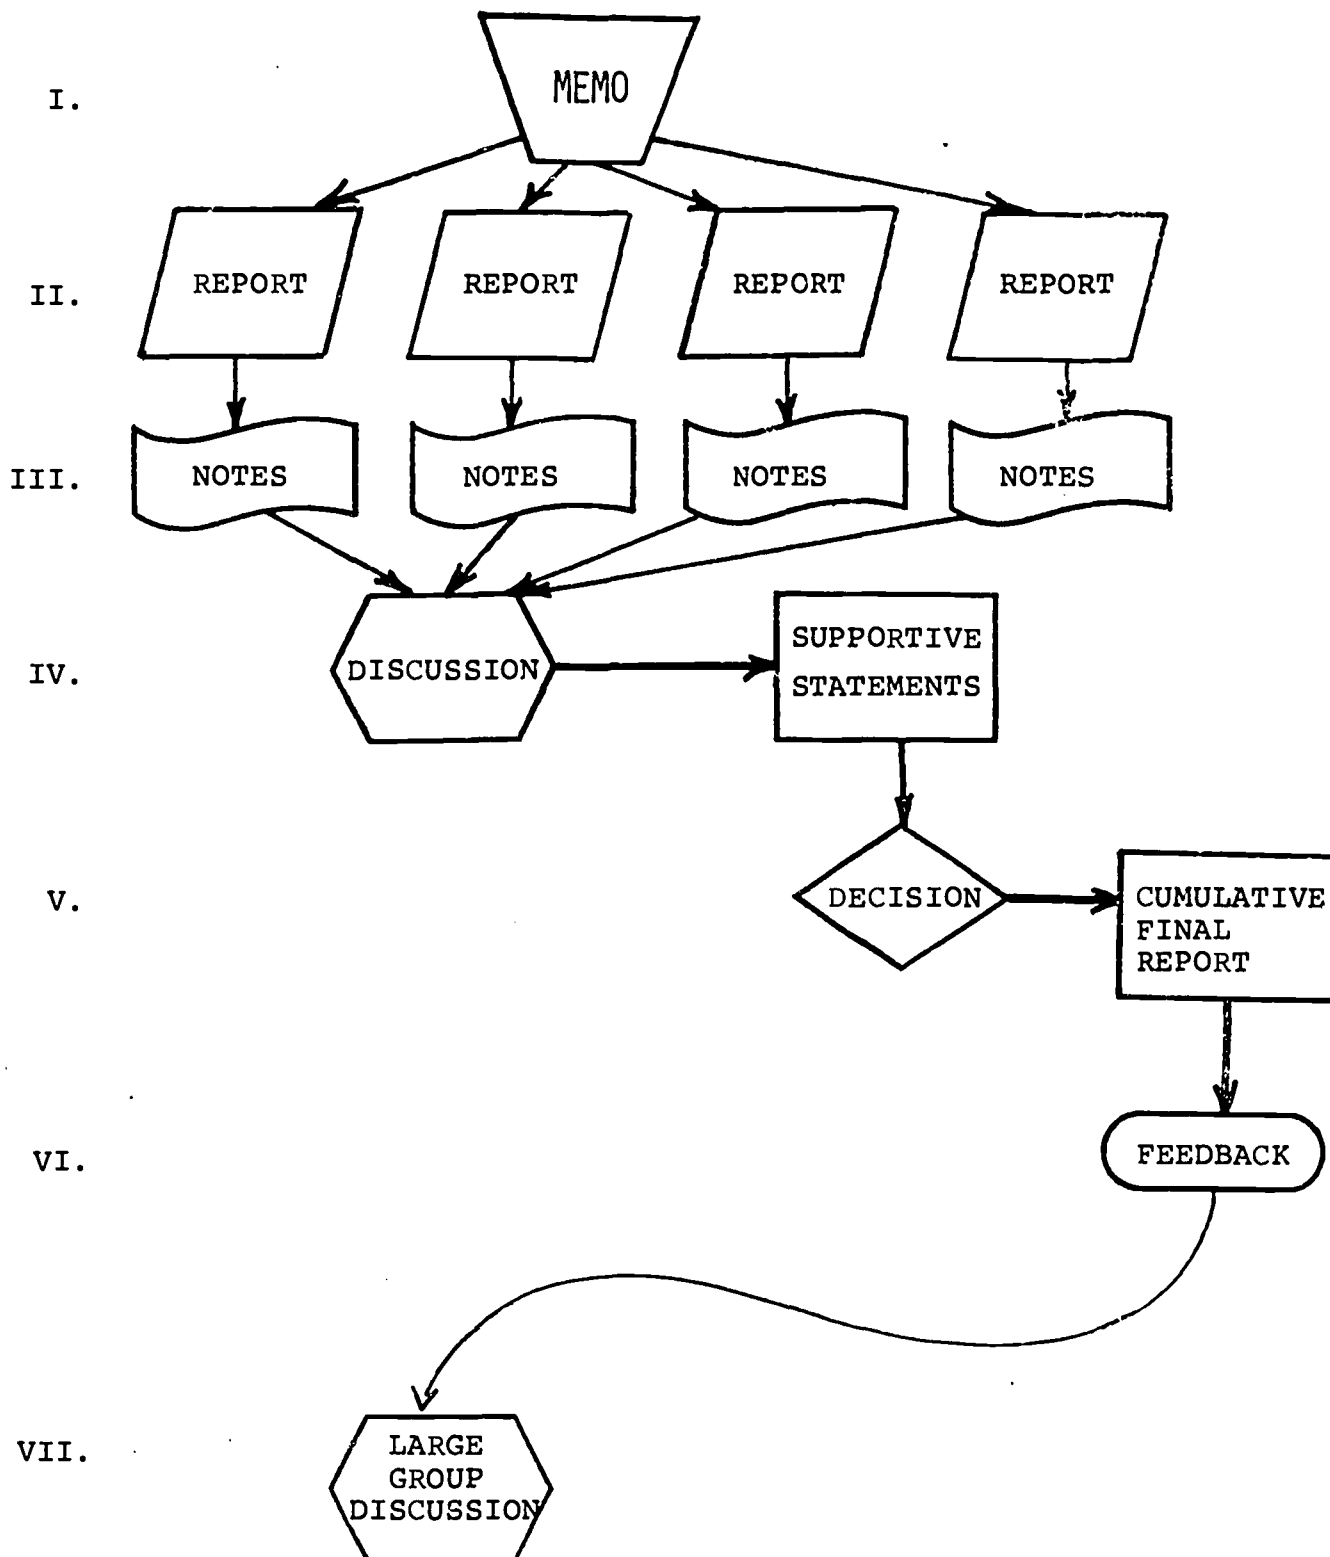 I.
MEMO
II.
REPORT
REPORT
REPORT
REPORT
III.
NOTES
NOTES
NOTES
NOTES
IV.
DISCUSSION
SUPPORTIVE
STATEMENTS
V.
DECISION
CUMULATIVE
FINAL
REPORT
VI.
FEEDBACK
VII.
LARGE
GROUP
DISCUSSION